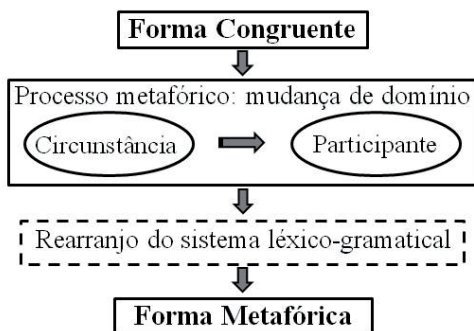 Forma Congruente
Processo metafórico: mudança de domínio
Circunstância
Participante
Rearranjo do sistema léxico-gramatical
Forma Metafórica